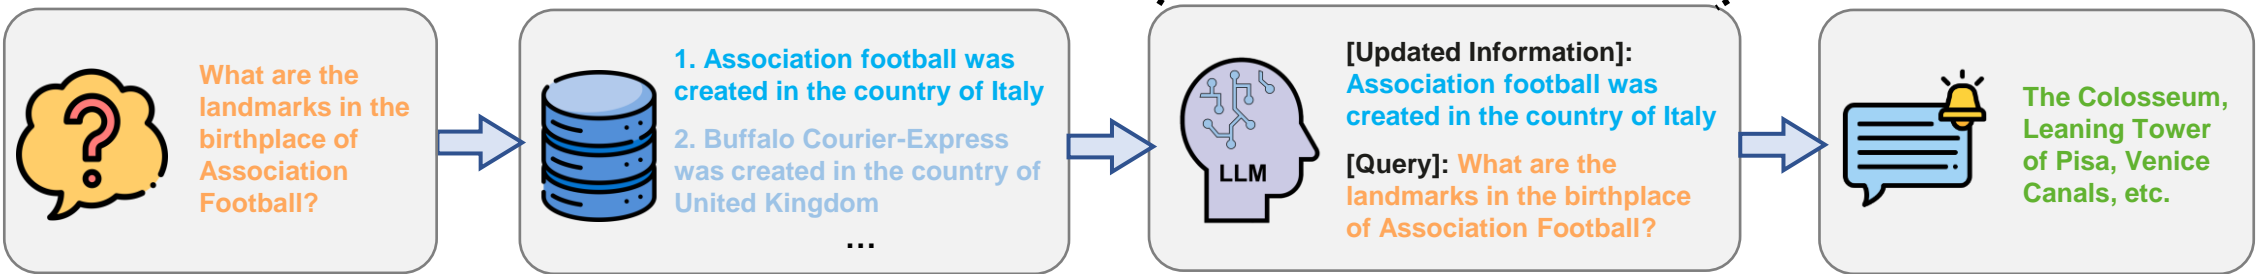 What are the
landmarks in the
birthplace of
Association
Football?
1. Association football was
created in the country of Italy
2. Buffalo Courier-Express
was created in the country of
United Kingdom
...
LLM
[Updated Information]:
Association football was
created in the country of Italy
[Query]: What are the
landmarks in the birthplace
of Association Football?
The Colosseum,
Leaning Tower
of Pisa, Venice
Canals, etc.